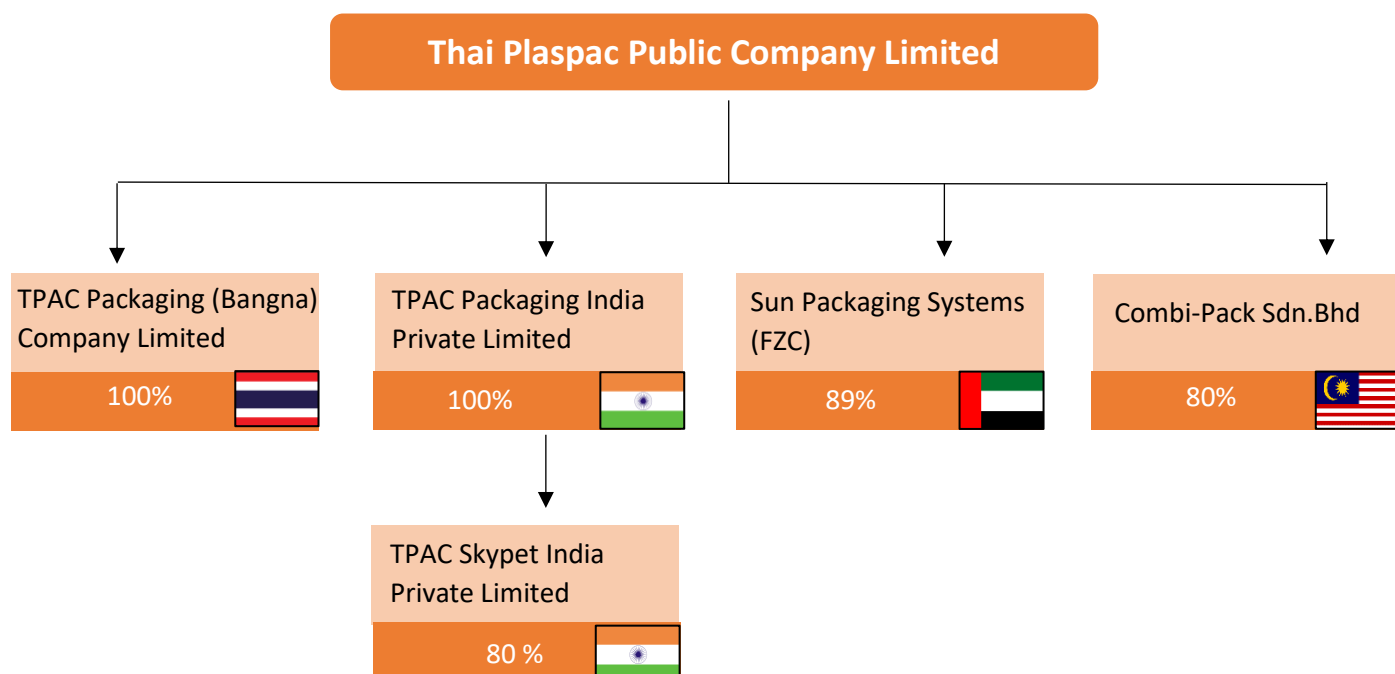 Thai Plaspac Public Company Limited
TPAC Packaging (Bangna)
Company Limited
100%
TPAC Packaging India
Private Limited
100%
Sun Packaging Systems
(FZC)
89%
Combi-Pack Sdn.Bhd
80%
TPAC Skypet India
Private Limited
80 %